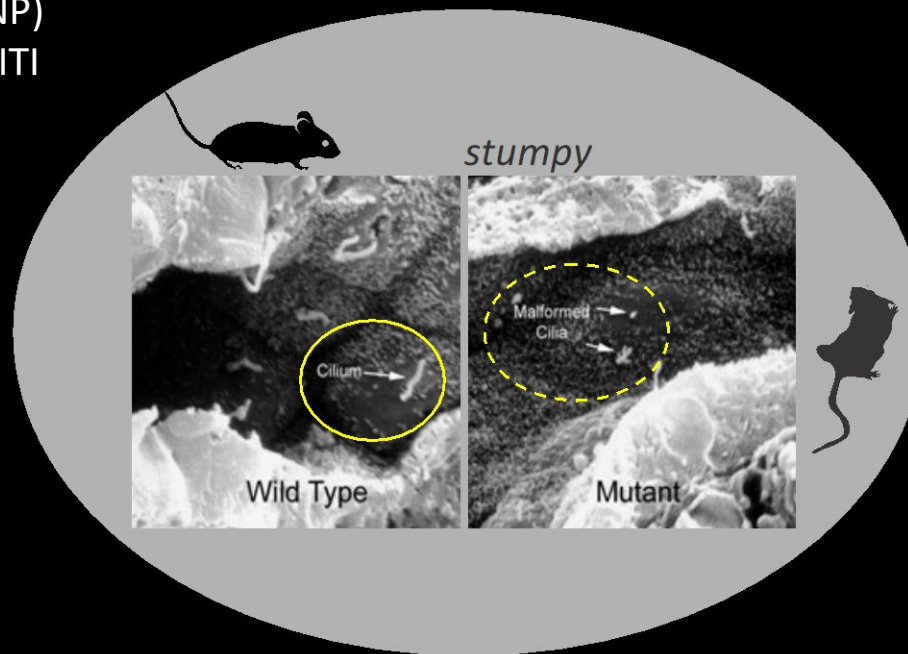 NP)
ITI
stumpy
Cilium
Malformed
Cilia
Wild Type
Mutant